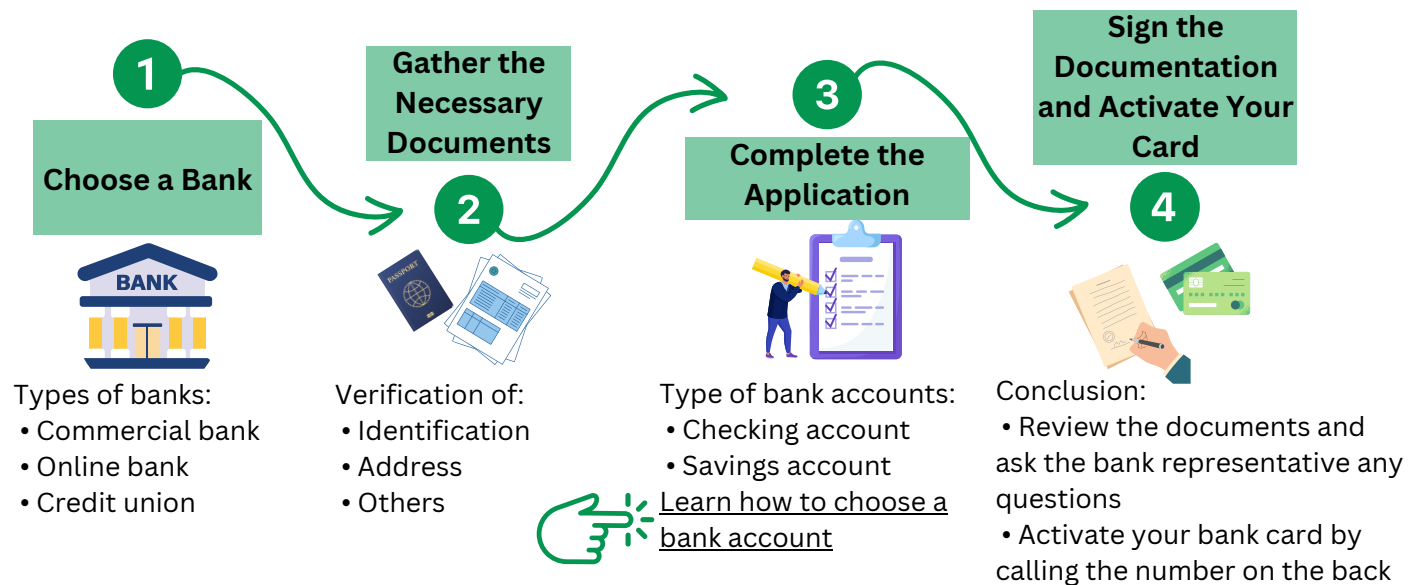 1
Choose a Bank
BANK
Types of banks:
• Commercial bank
• Online bank
• Credit union
Gather the
Necessary
Documents
2
PASSPORT
Verification of:
• Identification
• Address
• Others
3
Complete the
Application
Type of bank accounts:
• Checking account
• Savings account
Learn how to choose a
bank account
Sign the
Documentation
and Activate Your
Card
4
Conclusion:
• Review the documents and
ask the bank representative any
questions
• Activate your bank card by
calling the number on the back